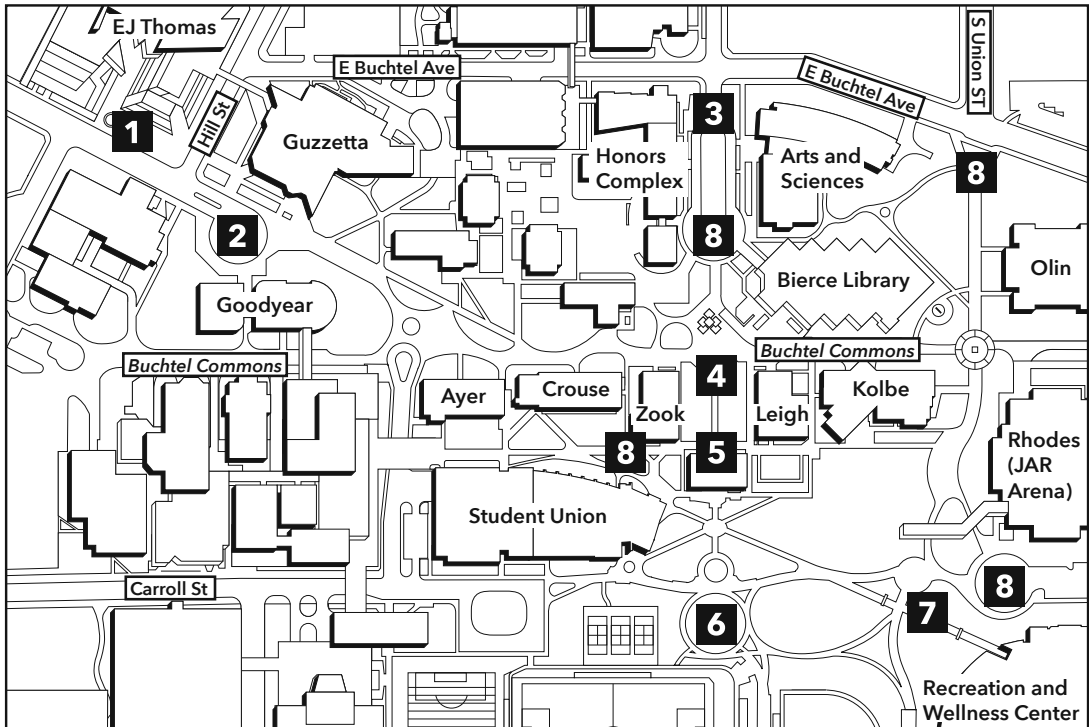 EJ Thomas
S Union ST
E Buchtel Ave
E Buchtel Ave
1
Hill St
Guzzetta
3
Honors
Complex
Arts and
Sciences
8
2
8
Olin
Bierce Library
Goodyear
Buchtel Commons
Buchtel Commons
4
Ayer
Crouse
Zook
Leigh
Kolbe
8
5
Rhodes
(JAR
Arena)
Student Union
Carroll St
8
6
7
Recreation and
Wellness Center